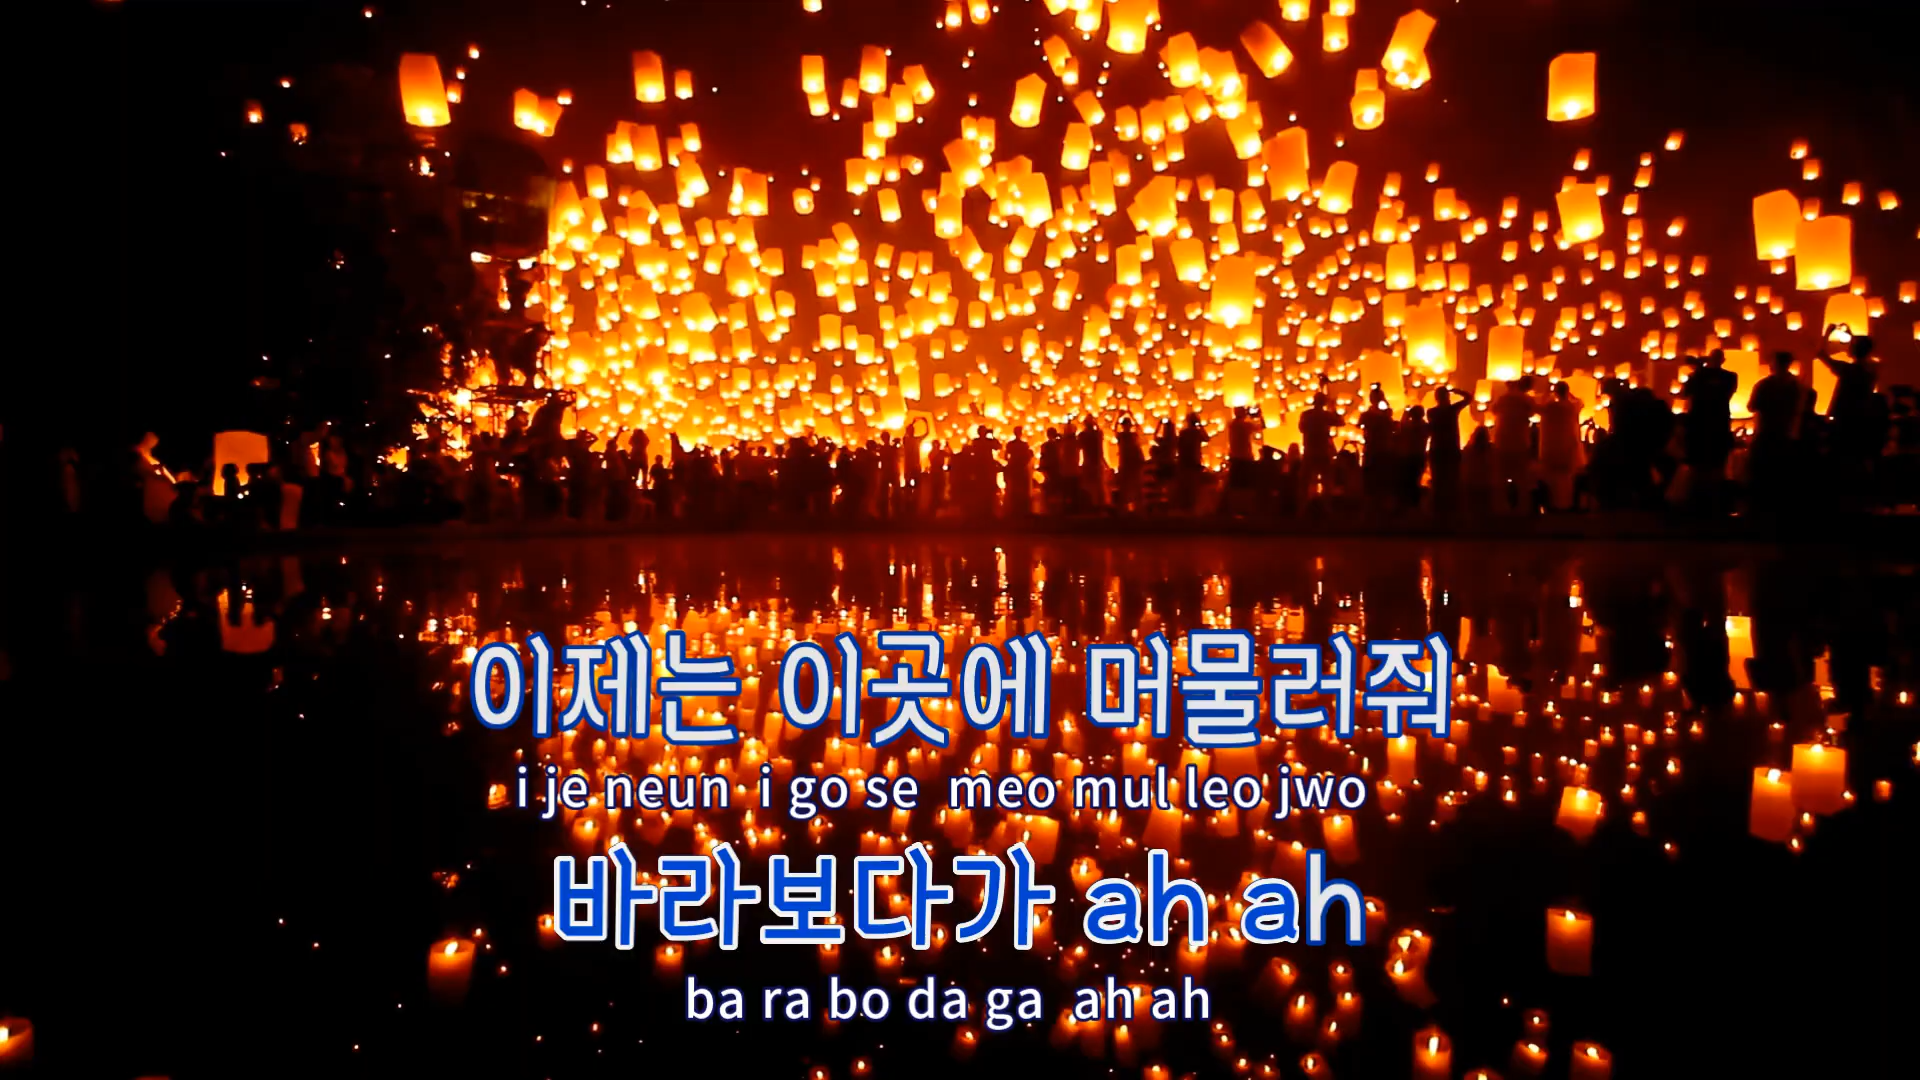 이제는 이곳에 머물러줘
i je neun i go se meo mul leo jwo
바라보다가 ah ah
ba ra bo da ga ah ah